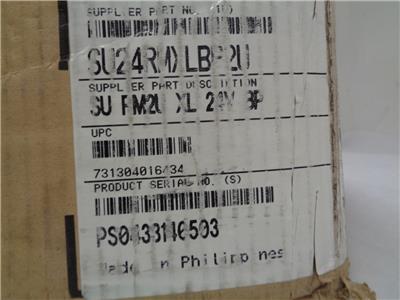 SUPPLIER PART NO. (1P)
SU24RMXLBP2U
SUPPLIER PART DESCRIPTION
SU RM2U XL 24V BP
UPC
731304016434
PRODUCT SERIAL NO. (S)
PS0433140503
Made in Philippines